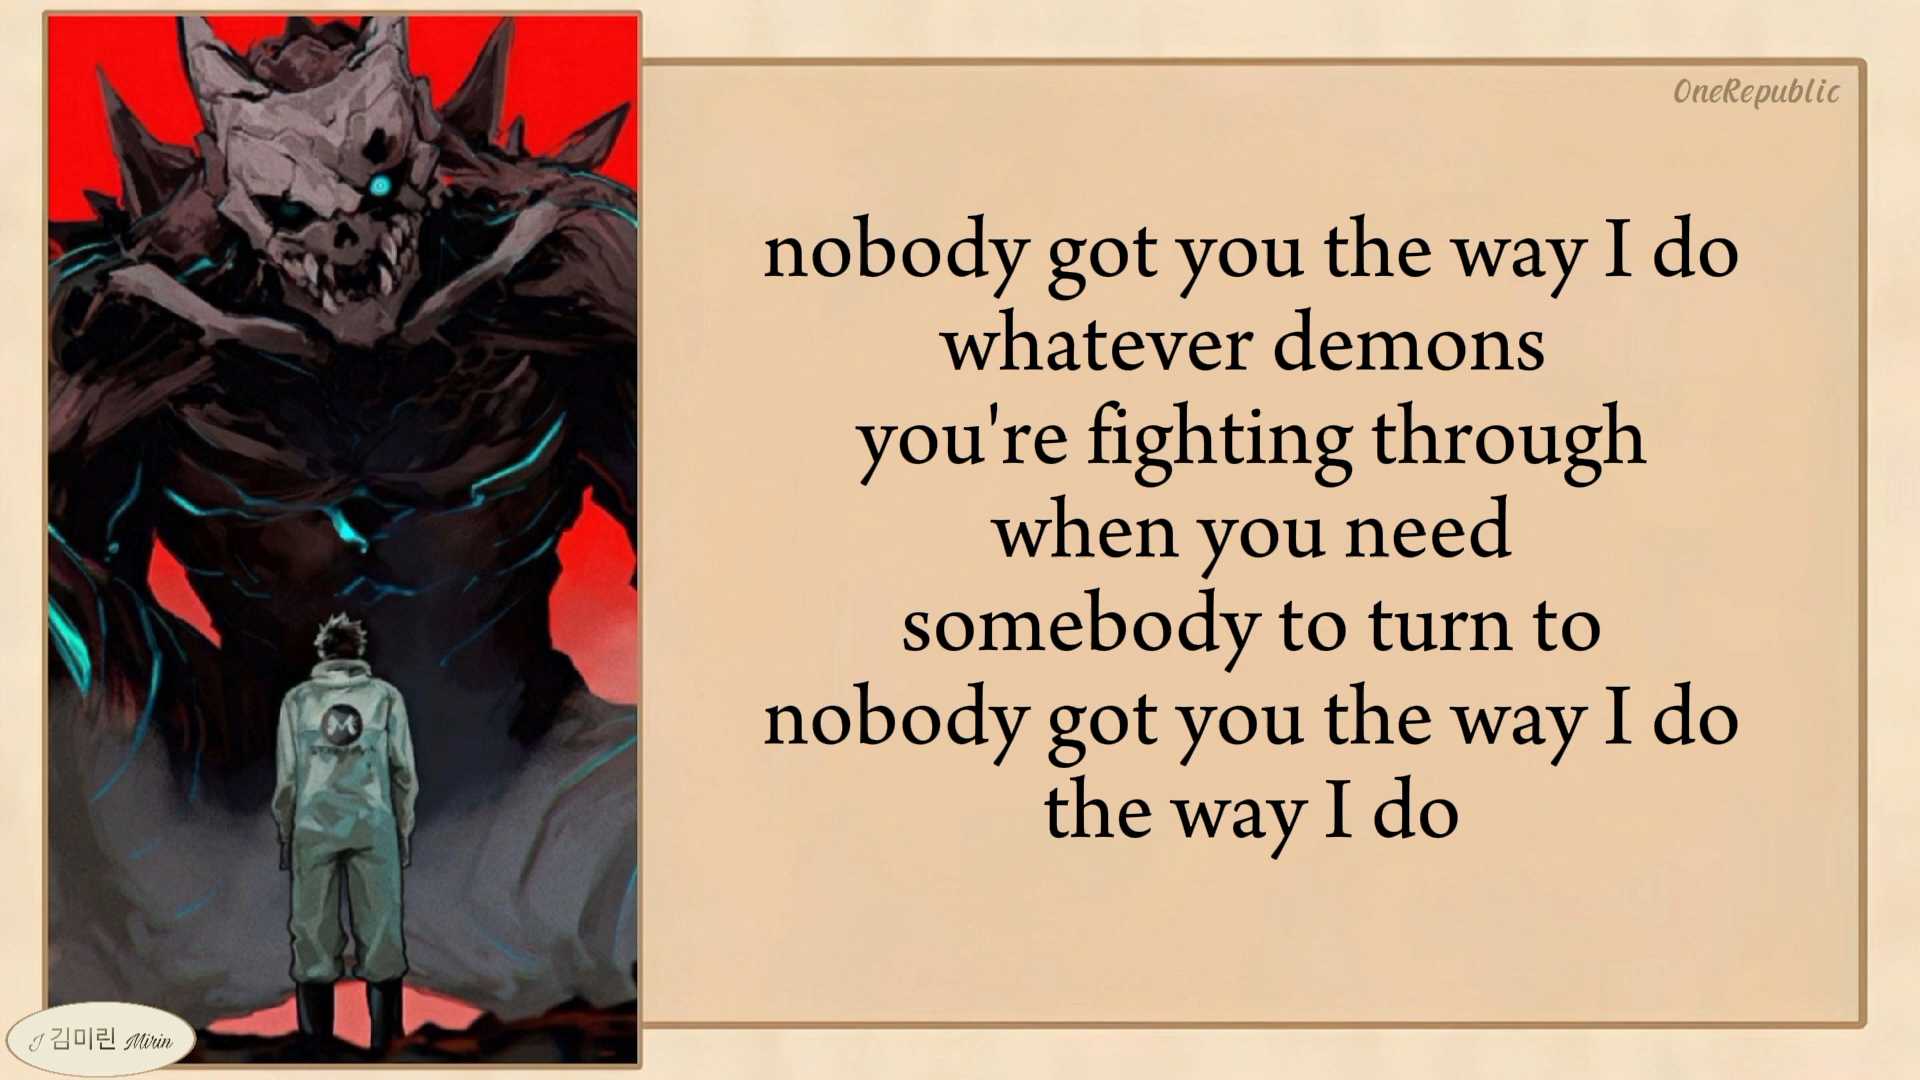 OneRepublic
nobody got you the way I do
whatever demons
you're fighting through
when you need
somebody to turn to
nobody got you the way I do
the way I do
M
J 김미린 Mirin